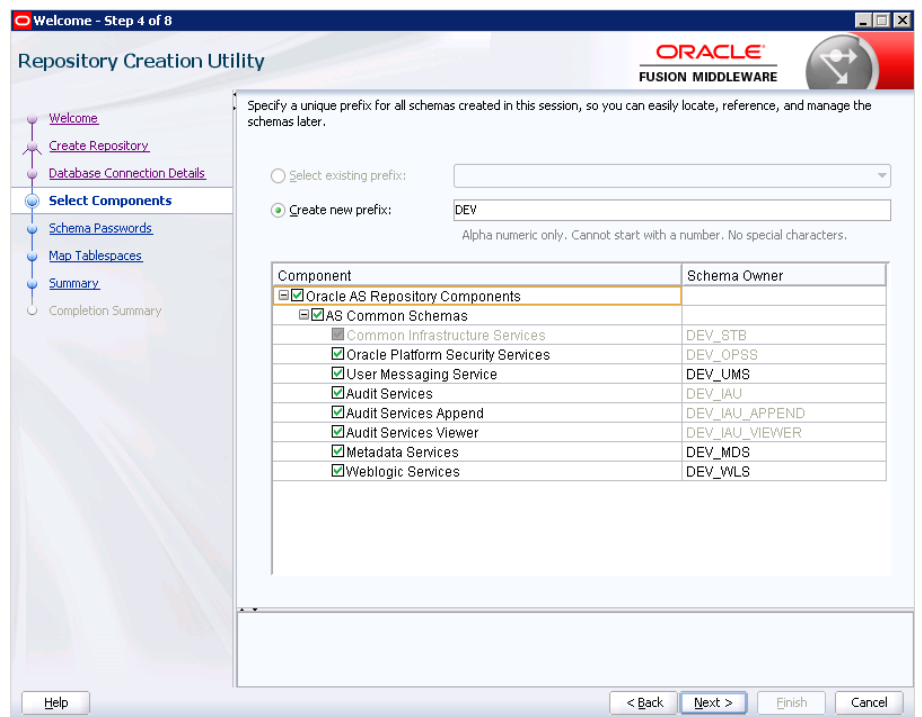 Welcome - Step 4 of 8
Repository Creation Utility
ORACLE
FUSION MIDDLEWARE
Welcome
Create Repository
Database Connection Details
Select Components
Schema Passwords
Map Tablespaces
Summary
Completion Summary
Specify a unique prefix for all schemas created in this session, so you can easily locate, reference, and manage the
schemas later.
Select existing prefix:
Create new prefix: DEV
Alpha numeric only. Cannot start with a number. No special characters.
Component Schema Owner
Oracle AS Repository Components
AS Common Schemas
Common Infrastructure Services DEV_STB
Oracle Platform Security Services DEV_OPSS
User Messaging Service DEV_UMS
Audit Services DEV_IAU
Audit Services Append DEV_IAU_APPEND
Audit Services Viewer DEV_IAU_VIEWER
Metadata Services DEV_MDS
Weblogic Services DEV_WLS
Help < Back Next > Finish Cancel